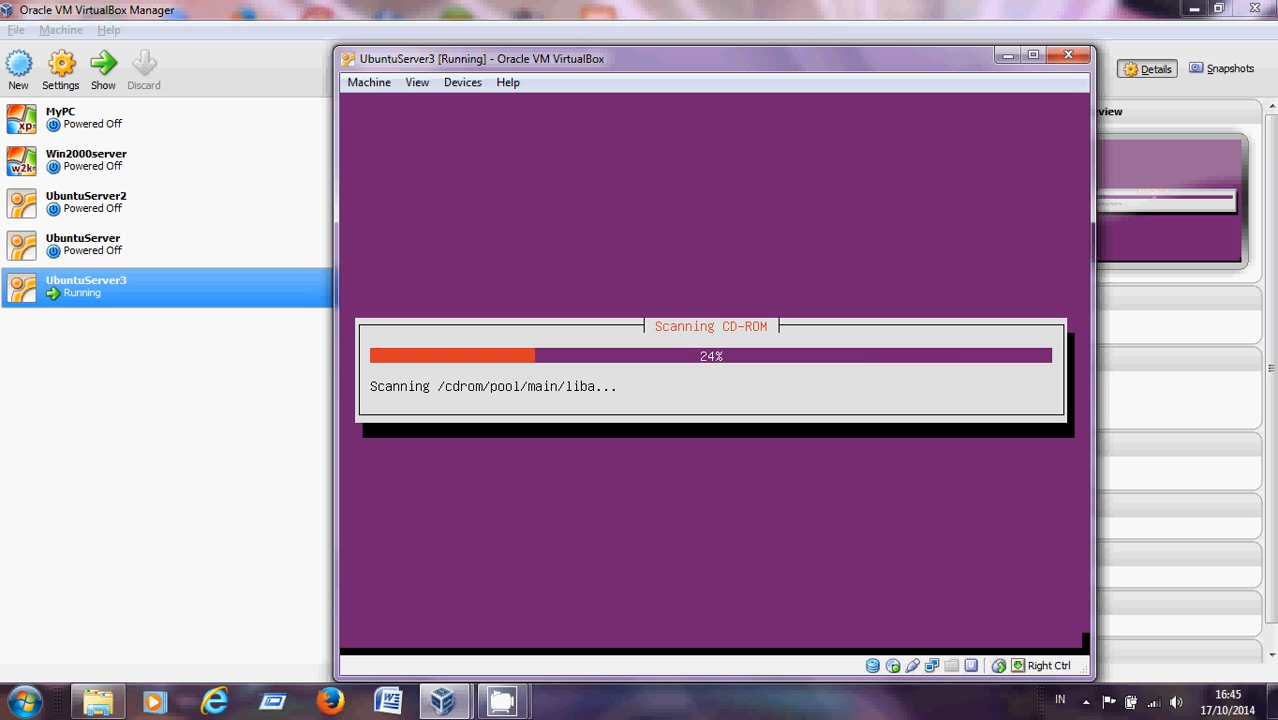 Oracle VM VirtualBox Manager
File Machine Help
New Settings Show Discard
Details Snapshots
MyPC
Powered Off
Win2000server
Powered Off
UbuntuServer2
Powered Off
UbuntuServer
Powered Off
UbuntuServer3
Running
xp
w2k
view
UbuntuServer3 [Running] - Oracle VM VirtualBox
Machine View Devices Help
Scanning CD-ROM
24%
Scanning /cdrom/pool/main/liba...
Right Ctrl
IN
16:45
17/10/2014